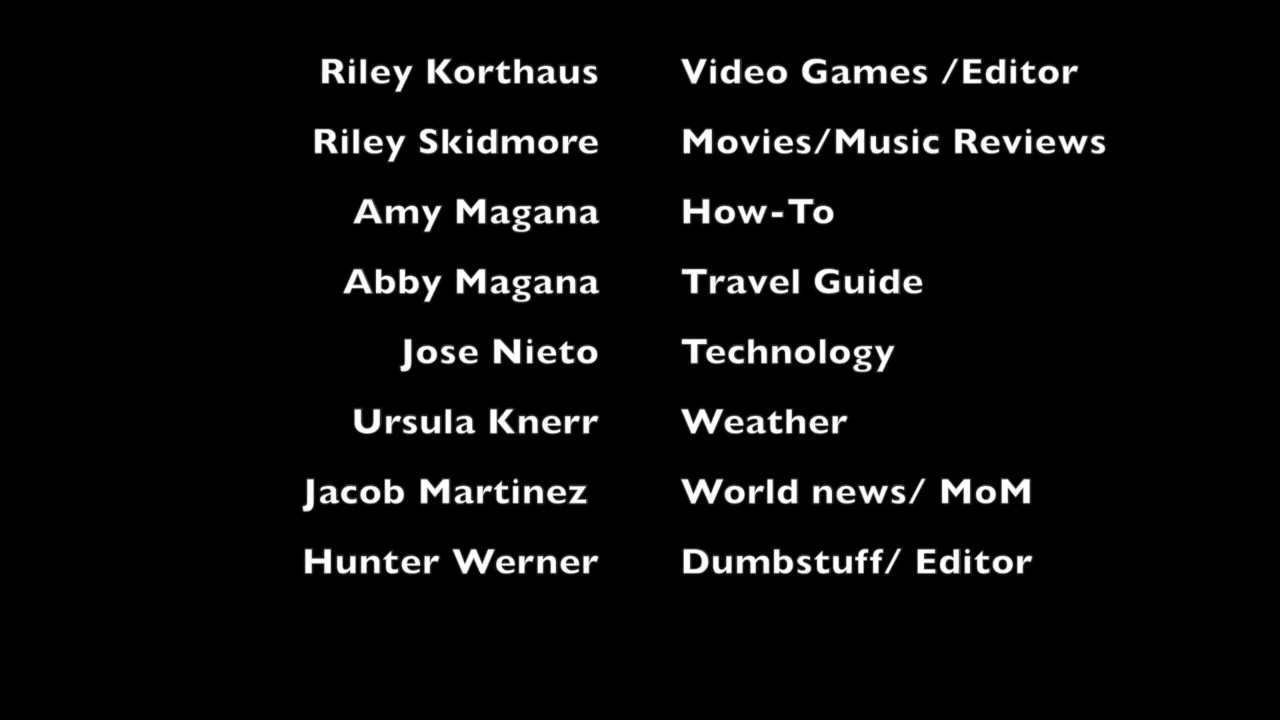 Riley Korthaus Video Games /Editor
Riley Skidmore Movies/Music Reviews
Amy Magana How-To
Abby Magana Travel Guide
Jose Nieto Technology
Ursula Knerr Weather
Jacob Martinez World news/ MoM
Hunter Werner Dumbstuff/ Editor